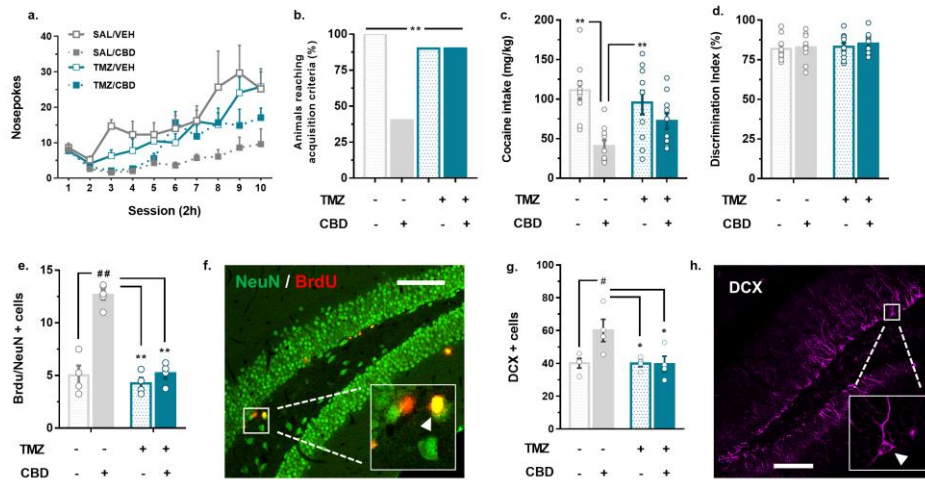 a.
Nosepokes
40
30
20
10
0
SAL/VEH
SAL/CBD
TMZ/VEH
TMZ/CBD
1 2 3 4 5 6 7 8 9 10
Session (2h)
b.
Animals reaching
acquisition criteria (%)
100
75
50
25
0
**
TMZ - - + +
CBD - + - +
c.
Cocaine intake (mg/kg)
200
150
100
50
0
**
**
TMZ - - + +
CBD - + - +
d.
Discrimination Index (%)
100
75
50
25
0
TMZ - - + +
CBD - + - +
e.
Brdu/NeuN + cells
15
10
5
0
##
** **
TMZ - - + +
CBD - + - +
f.
NeuN / BrdU
g.
DCX + cells
100
80
60
40
20
0
#
* *
TMZ - - + +
CBD - + - +
h.
DCX